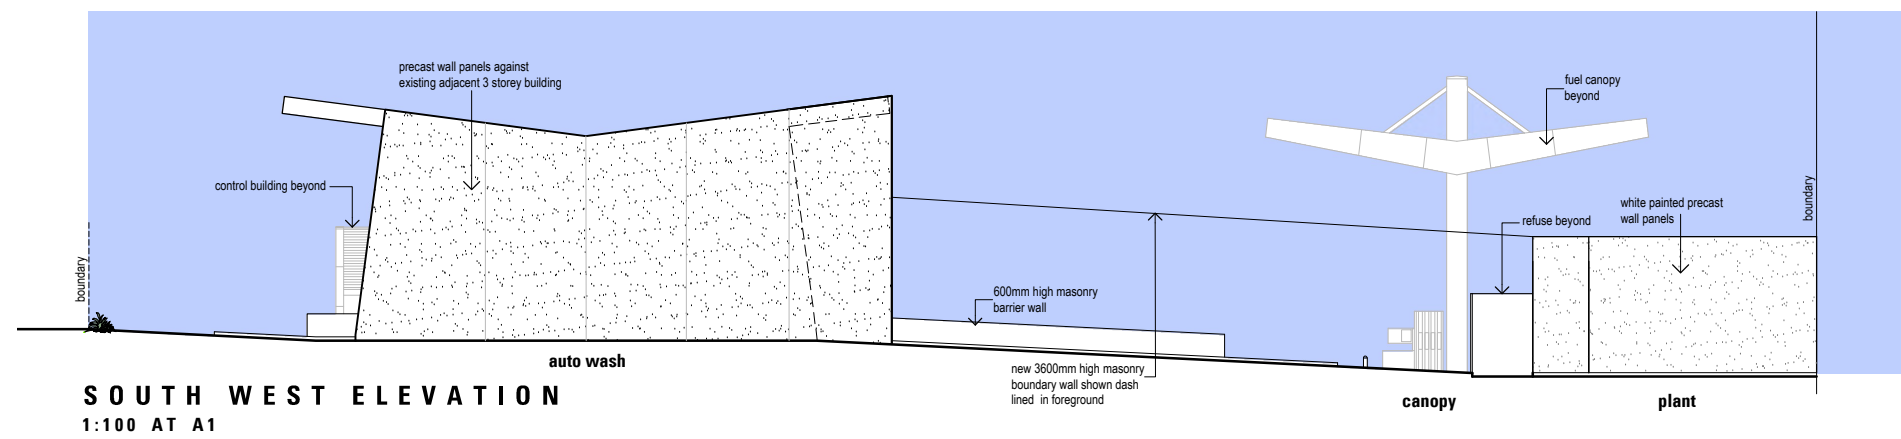 precast wall panels against
existing adjacent 3 storey building
control building beyond
boundary
600mm high masonry
barrier wall
new 3600mm high masonry
boundary wall shown dash
lined in foreground
fuel canopy
beyond
refuse beyond
white painted precast
wall panels
boundary
auto wash
canopy
plant
SOUTH WEST ELEVATION
1:100 AT A1